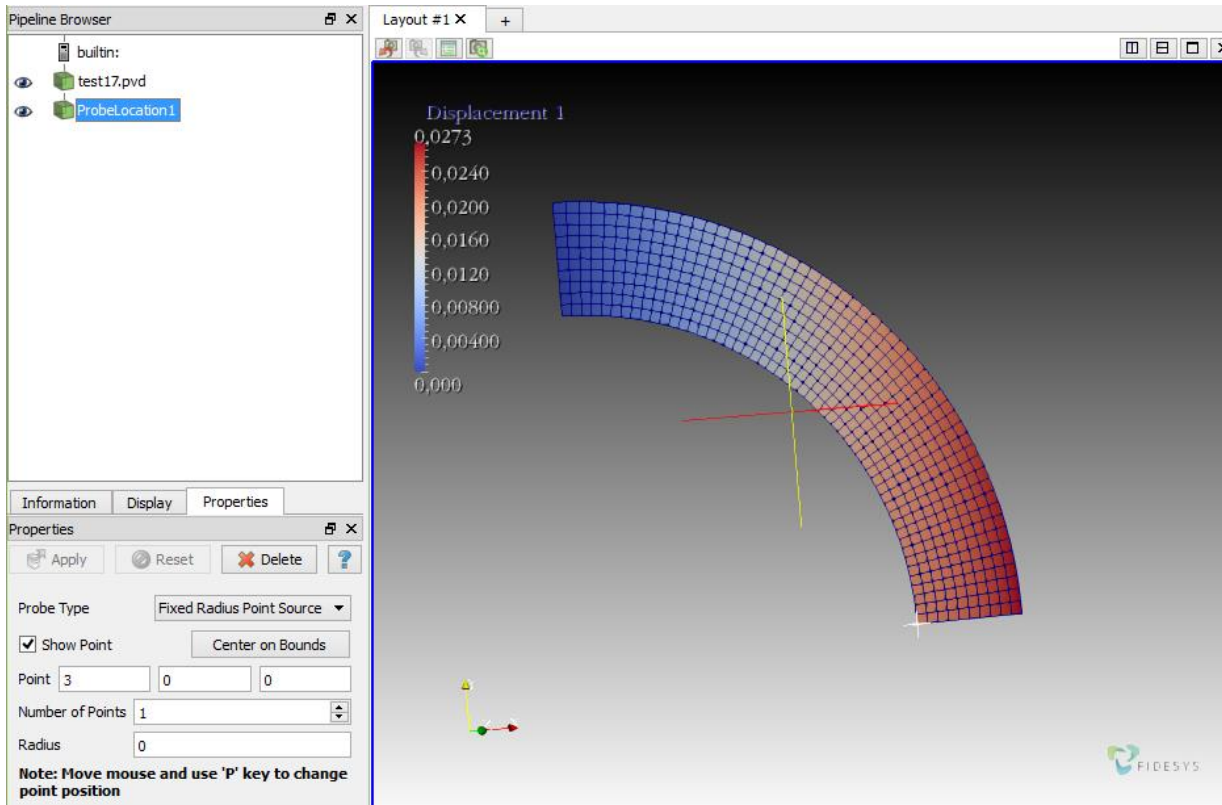 Pipeline Browser
builtin:
test17.pvd
ProbeLocation1
Information Display Properties
Properties
Apply Reset Delete ?
Probe Type Fixed Radius Point Source
Show Point Center on Bounds
Point 3 0 0
Number of Points 1
Radius 0
Note: Move mouse and use 'P' key to change
point position
Layout #1 X +
Displacement 1
0,0273
0,0240
0,0200
0,0160
0,0120
0,00800
0,00400
0,000
FIDESYS